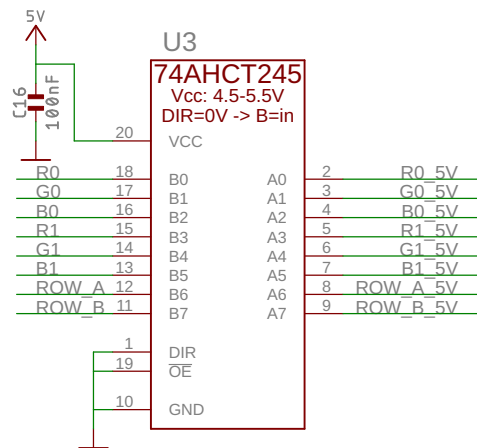 5V
U3
74AHCT245
Vcc: 4.5-5.5V
DIR=0V -> B=in
C16
100nF
20 VCC
R0 18 B0 A0 2 R0_5V
G0 17 B1 A1 3 G0_5V
B0 16 B2 A2 4 B0_5V
R1 15 B3 A3 5 R1_5V
G1 14 B4 A4 6 G1_5V
B1 13 B5 A5 7 B1_5V
ROW_A 12 B6 A6 8 ROW_A_5V
ROW_B 11 B7 A7 9 ROW_B_5V
1 DIR
19 OE
10 GND